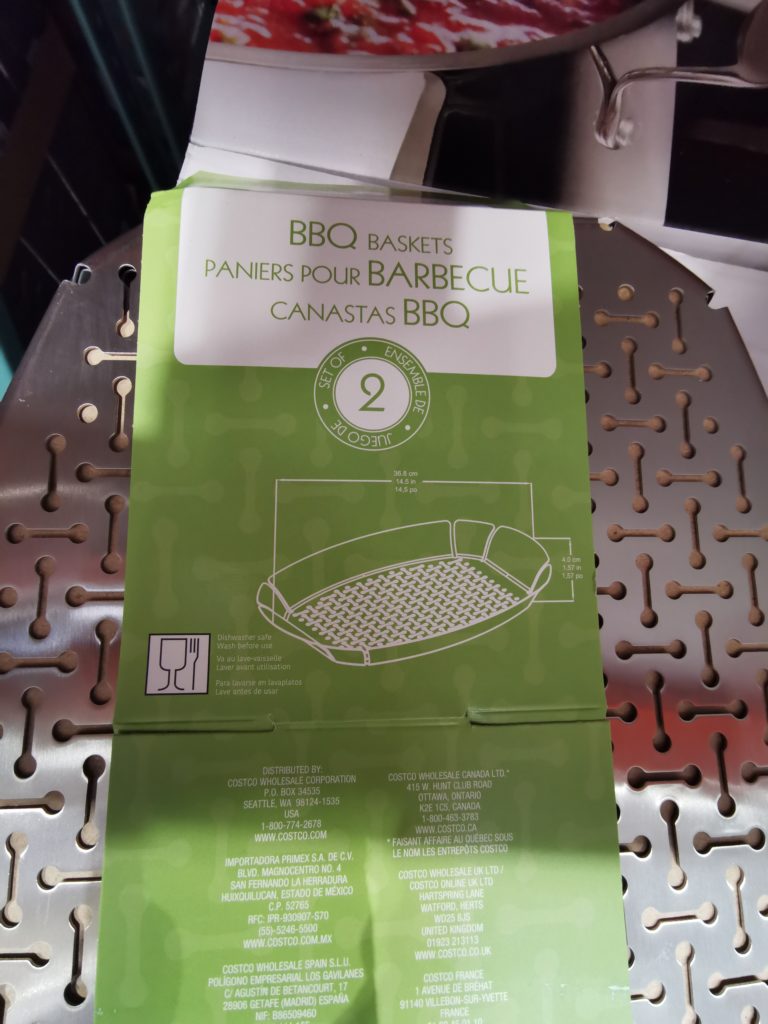 BBQ BASKETS
PANIERS POUR BARBECUE
CANASTAS BBQ
SET OF • ENSEMBLE DE • JUEGO DE •
2
36.8 cm
14.5 in
14,5 po
4.0 cm
1.57 in
1,57 po
Dishwasher safe
Wash before use
Va au lave-vaisselle
Laver avant utilisation
Para lavarse en lavaplatos
Lave antes de usar
DISTRIBUTED BY:
COSTCO WHOLESALE CORPORATION
P.O. BOX 34535
SEATTLE, WA 98124-1535
USA
1-800-774-2678
WWW.COSTCO.COM
IMPORTADORA PRIMEX S.A. DE C.V.
BLVD. MAGNOCENTRO NO. 4
SAN FERNANDO LA HERRADURA
HUIXQUILUCAN, ESTADO DE MÉXICO
C.P. 52765
RFC: IPR-930907-S70
(55)-5246-5500
WWW.COSTCO.COM.MX
COSTCO WHOLESALE SPAIN S.L.U.
POLÍGONO EMPRESARIAL LOS GAVILANES
C/ AGUSTÍN DE BETANCOURT, 17
28906 GETAFE (MADRID) ESPAÑA
NIF: B86509460
COSTCO WHOLESALE CANADA LTD.*
415 W. HUNT CLUB ROAD
OTTAWA, ONTARIO
K2E 1C5, CANADA
1-800-463-3783
WWW.COSTCO.CA
* FAISANT AFFAIRE AU QUÉBEC SOUS
LE NOM LES ENTREPÔTS COSTCO
COSTCO WHOLESALE UK LTD /
COSTCO ONLINE UK LTD
HARTSPRING LANE
WATFORD, HERTS
WD25 8JS
UNITED KINGDOM
01923 213113
WWW.COSTCO.CO.UK
COSTCO FRANCE
1 AVENUE DE BRÉHAT
91140 VILLEBON-SUR-YVETTE
FRANCE